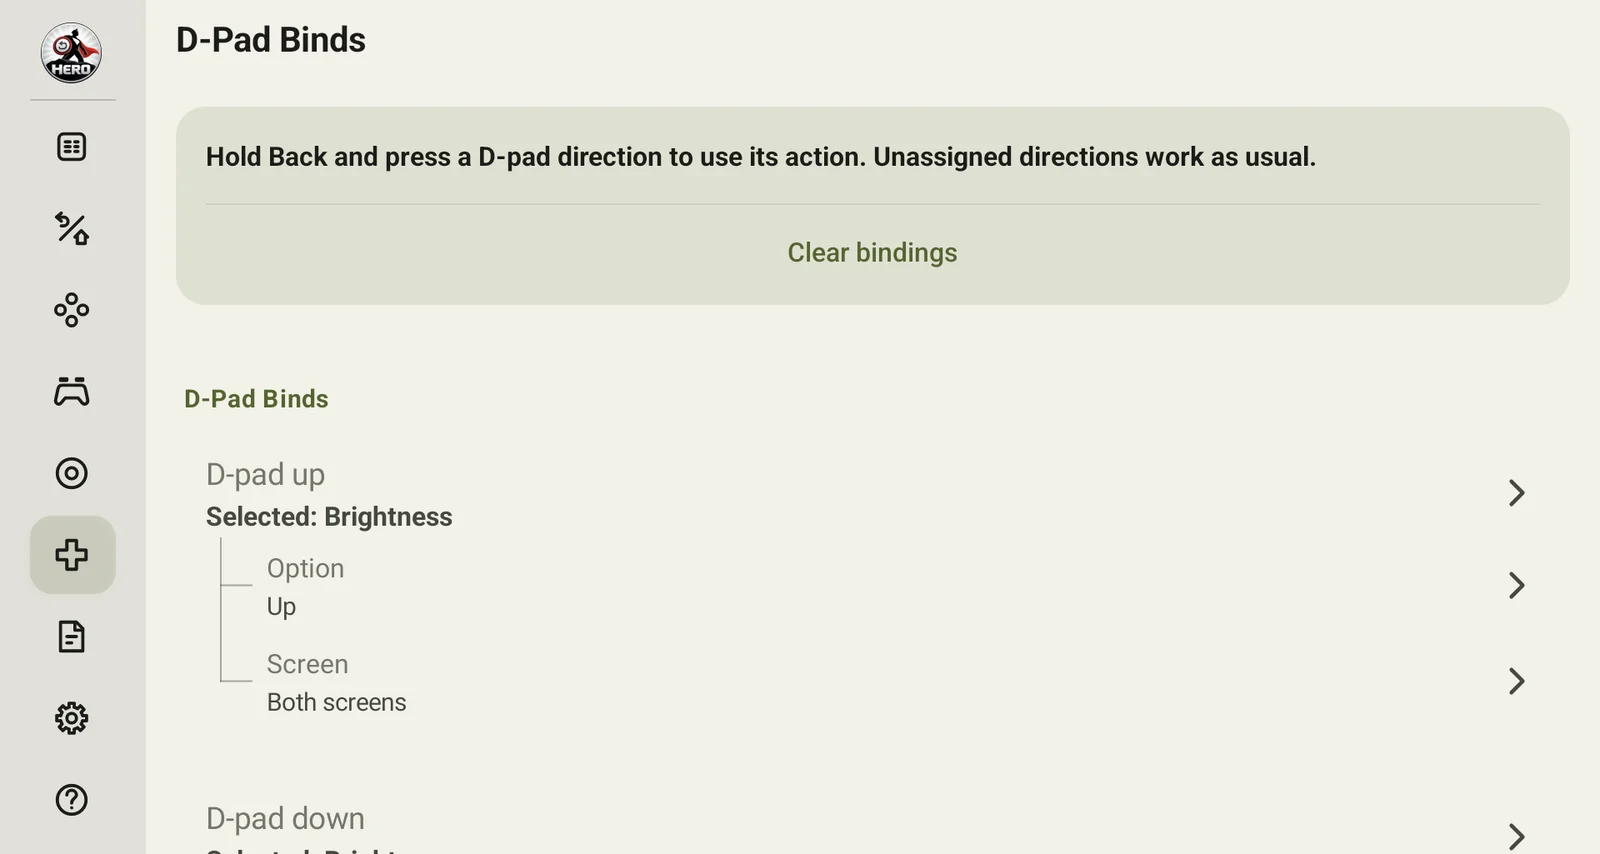 HERO
D-Pad Binds
Hold Back and press a D-pad direction to use its action. Unassigned directions work as usual.
Clear bindings
D-Pad Binds
D-pad up
Selected: Brightness
Option
Up
Screen
Both screens
D-pad down